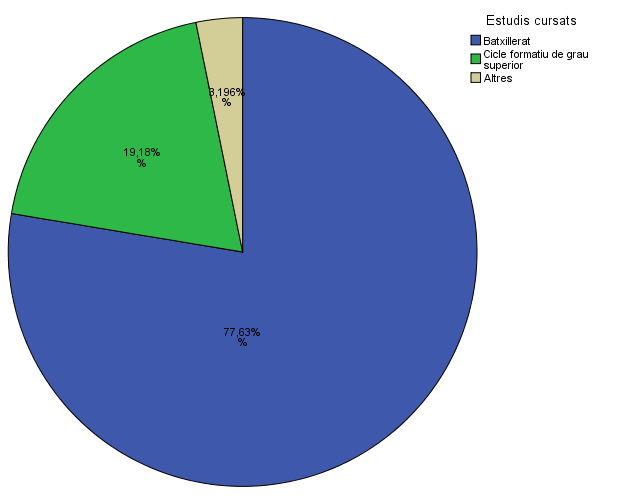 Estudis cursats
Batxillerat
Cicle formatiu de grau
superior
Altres
3,196%
%
19,18%
%
77,63%
%